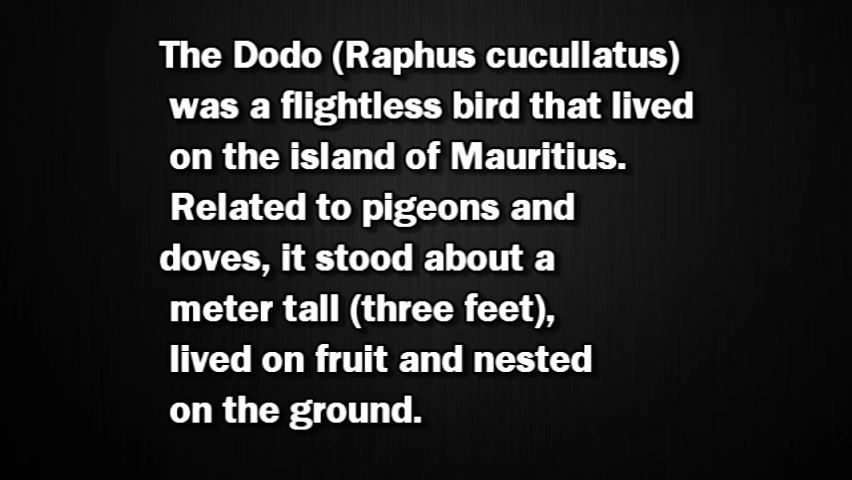 The Dodo (Raphus cucullatus)
was a flightless bird that lived
on the island of Mauritius.
Related to pigeons and
doves, it stood about a
meter tall (three feet),
lived on fruit and nested
on the ground.